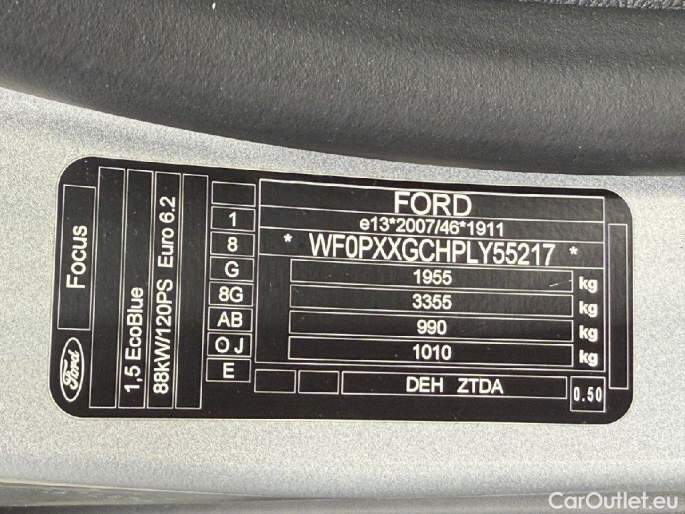 Ford
Focus
1,5 EcoBlue
88kW/120PS Euro 6.2
1
8
G
8G
AB
O J
E
FORD
e13*2007/46*1911
* WF0PXXGCHPLY55217 *
1955 kg
3355 kg
990 kg
1010 kg
DEH ZTDA
0.50
CarOutlet.eu